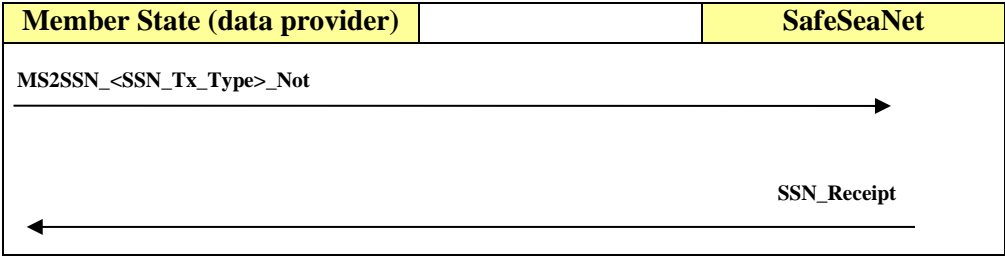 Member State (data provider)
SafeSeaNet
MS2SSN_<SSN_Tx_Type>_Not
SSN_Receipt